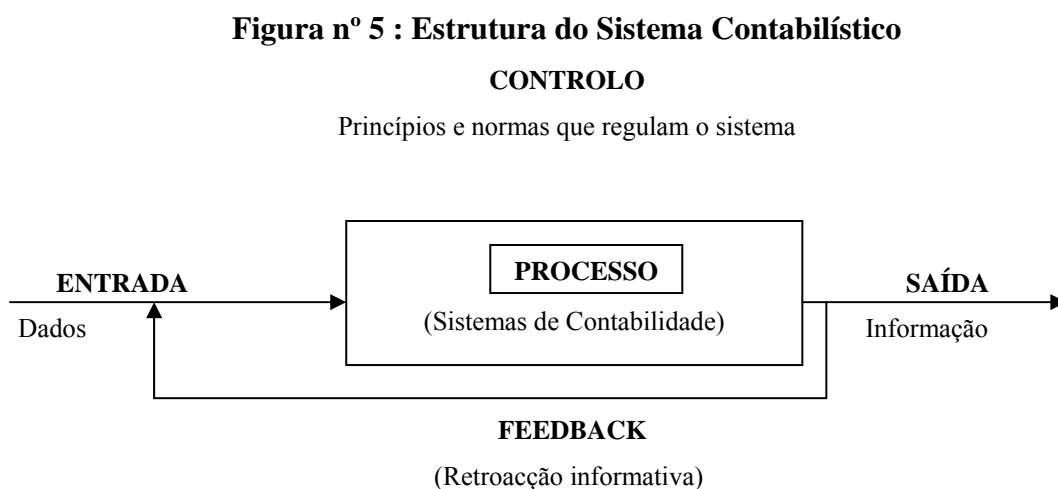 Figura nº 5 : Estrutura do Sistema Contabilístico
CONTROLO
Princípios e normas que regulam o sistema
PROCESSO
ENTRADA
SAÍDA
(Sistemas de Contabilidade)
Dados
Informação
FEEDBACK
(Retroacção informativa)